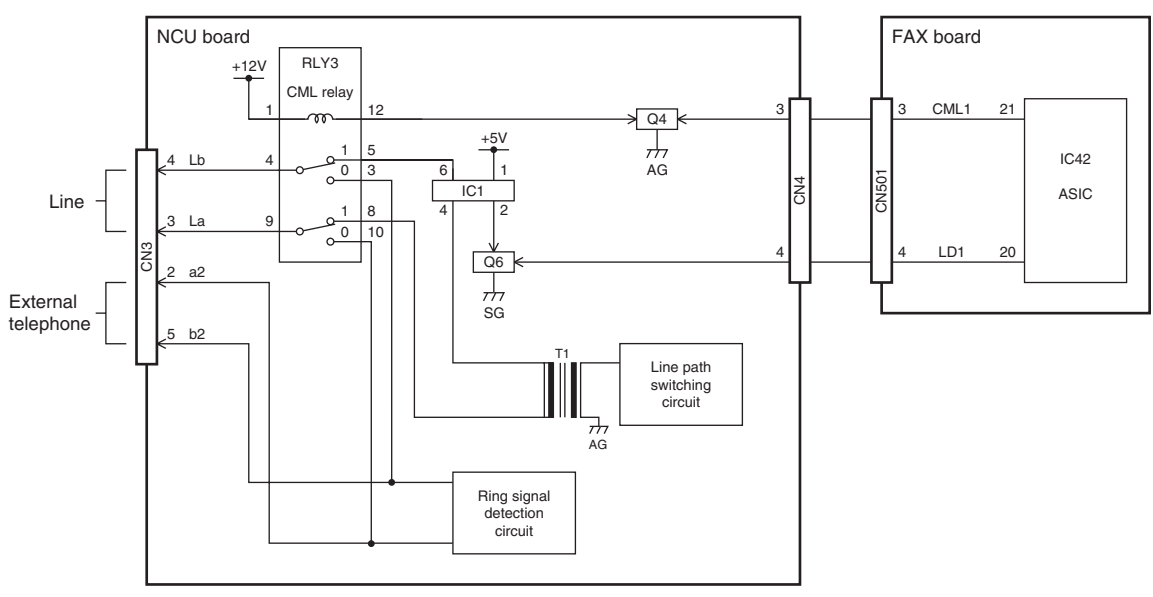 NCU board
FAX board
+12V
RLY3
CML relay
1
12
Q4
AG
3
CN4
3
CML1
21
CN501
IC42
ASIC
+5V
4
Lb
4
1
5
0
3
6
1
IC1
4
2
Line
3
La
9
1
8
0
10
CN3
Q6
SG
4
4
LD1
20
External
telephone
2
a2
5
b2
T1
AG
Line path
switching
circuit
Ring signal
detection
circuit